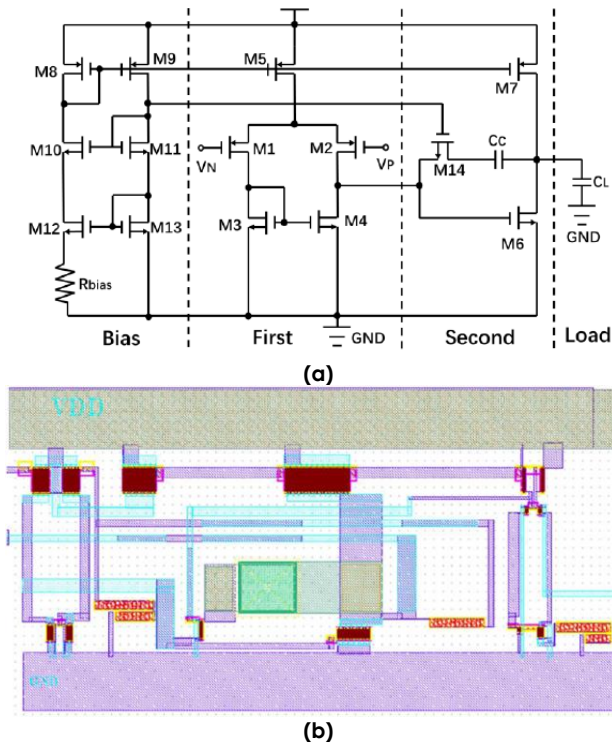 M8 M9 M5 M7
M10 M11 VN M1 M2 VP M14 CC CL
M12 M13 M3 M4 M6 GND
Rbias
GND
Bias First Second Load
(a)
VDD
(b)